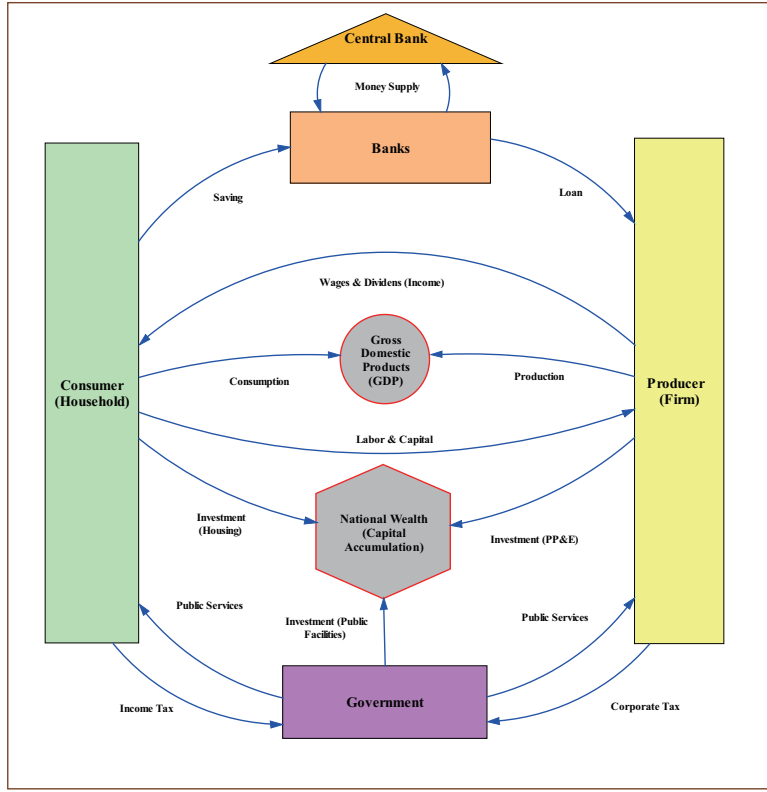 Central Bank
Money Supply
Banks
Saving
Loan
Wages & Dividens (Income)
Gross
Domestic
Products
(GDP)
Consumption
Production
Consumer
(Household)
Producer
(Firm)
Labor & Capital
National Wealth
(Capital
Accumulation)
Investment
(Housing)
Investment (PP&E)
Public Services
Investment (Public
Facilities)
Public Services
Government
Income Tax
Corporate Tax